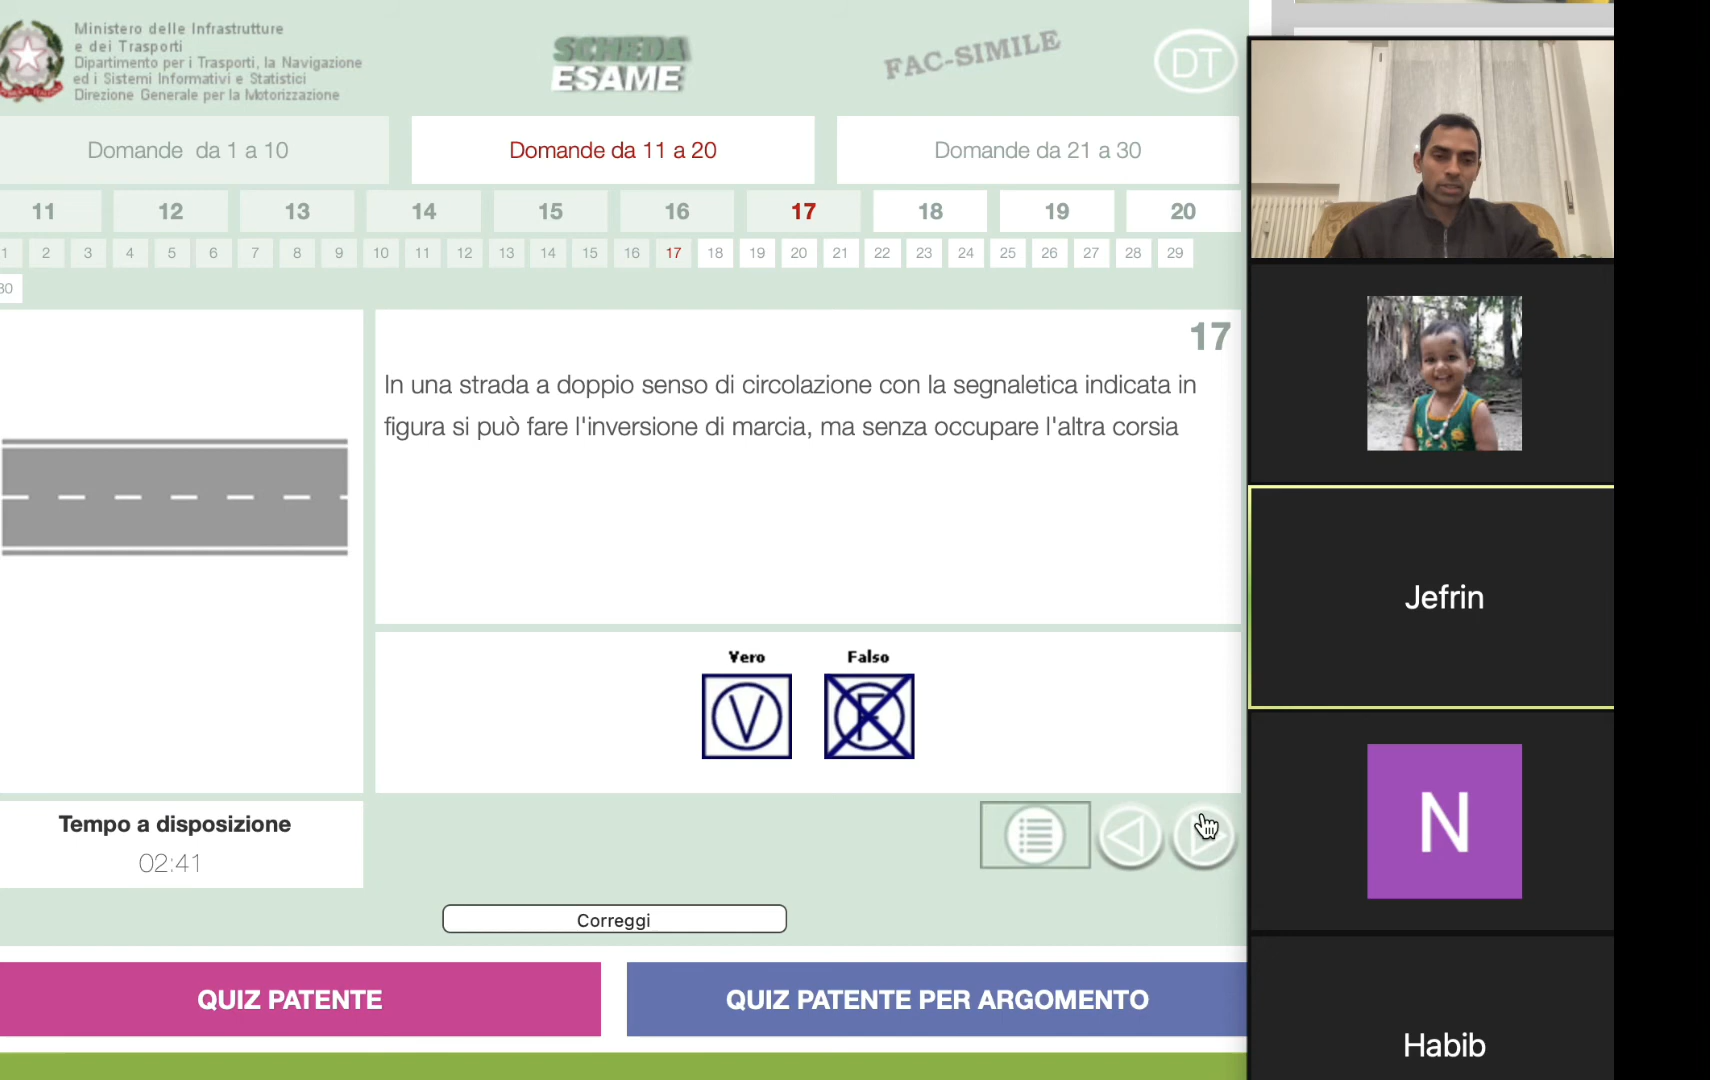 Ministero delle Infrastrutture
e dei Trasporti
Dipartimento per i Trasporti, la Navigazione
ed i Sistemi Informativi e Statistici
Direzione Generale per la Motorizzazione
SCHEDA
ESAME
FAC-SIMILE
DT
Domande da 1 a 10
Domande da 11 a 20
Domande da 21 a 30
11 12 13 14 15 16 17 18 19 20
1 2 3 4 5 6 7 8 9 10 11 12 13 14 15 16 17 18 19 20 21 22 23 24 25 26 27 28 29
30
17
In una strada a doppio senso di circolazione con la segnaletica indicata in
figura si può fare l'inversione di marcia, ma senza occupare l'altra corsia
Vero Falso
V F
Tempo a disposizione
02:41
Correggi
QUIZ PATENTE
QUIZ PATENTE PER ARGOMENTO
Jefrin
N
Habib